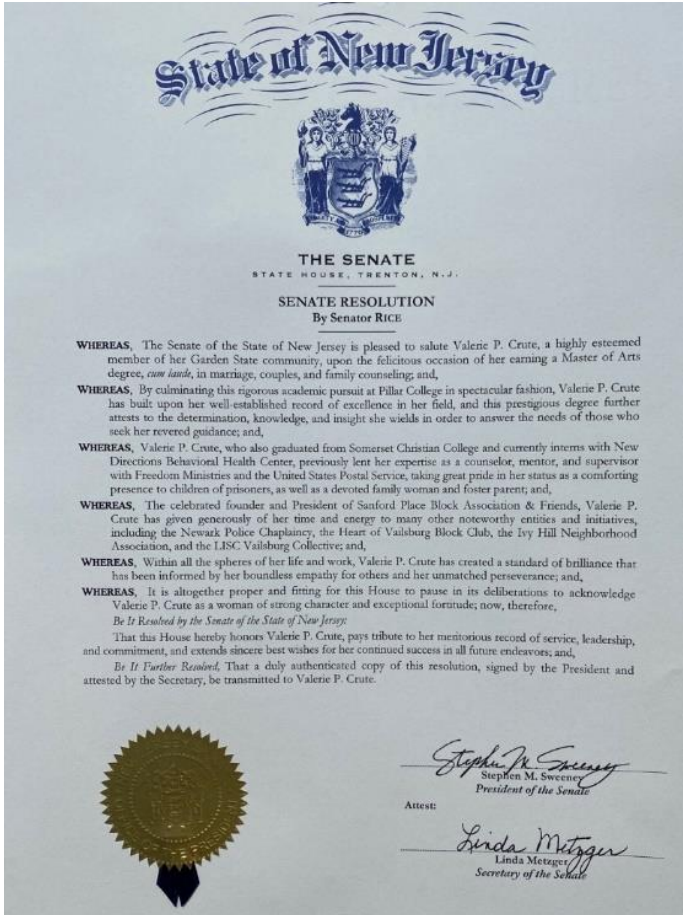 State of New Jersey
THE SENATE
STATE HOUSE, TRENTON, N.J.
SENATE RESOLUTION
By Senator RICE
WHEREAS, The Senate of the State of New Jersey is pleased to salute Valerie P. Crute, a highly esteemed
member of her Garden State community, upon the felicitous occasion of her earning a Master of Arts
degree, cum laude, in marriage, couples, and family counseling; and,
WHEREAS, By culminating this rigorous academic pursuit at Pillar College in spectacular fashion, Valerie P. Crute
has built upon her well-established record of excellence in her field, and this prestigious degree further
attests to the determination, knowledge, and insight she wields in order to answer the needs of those who
seek her revered guidance; and,
WHEREAS, Valerie P. Crute, who also graduated from Somerset Christian College and currently interns with New
Directions Behavioral Health Center, previously lent her expertise as a counselor, mentor, and supervisor
with Freedom Ministries and the United States Postal Service, taking great pride in her status as a comforting
presence to children of prisoners, as well as a devoted family woman and foster parent; and,
WHEREAS, The celebrated founder and President of Sanford Place Block Association & Friends, Valerie P.
Crute has given generously of her time and energy to many other noteworthy entities and initiatives,
including the Newark Police Chaplaincy, the Heart of Vailsburg Block Club, the Ivy Hill Neighborhood
Association, and the LISC Vailsburg Collective; and,
WHEREAS, Within all the spheres of her life and work, Valerie P. Crute has created a standard of brilliance that
has been informed by her boundless empathy for others and her unmatched perseverance; and,
WHEREAS, It is altogether proper and fitting for this House to pause in its deliberations to acknowledge
Valerie P. Crute as a woman of strong character and exceptional fortitude; now, therefore,
Be It Resolved by the Senate of the State of New Jersey:
That this House hereby honors Valerie P. Crute, pays tribute to her meritorious record of service, leadership,
and commitment, and extends sincere best wishes for her continued success in all future endeavors; and,
Be It Further Resolved, That a duly authenticated copy of this resolution, signed by the President and
attested by the Secretary, be transmitted to Valerie P. Crute.
Stephen M. Sweeney
Stephen M. Sweeney
President of the Senate
Attest:
Linda Metzger
Linda Metzger
Secretary of the Senate